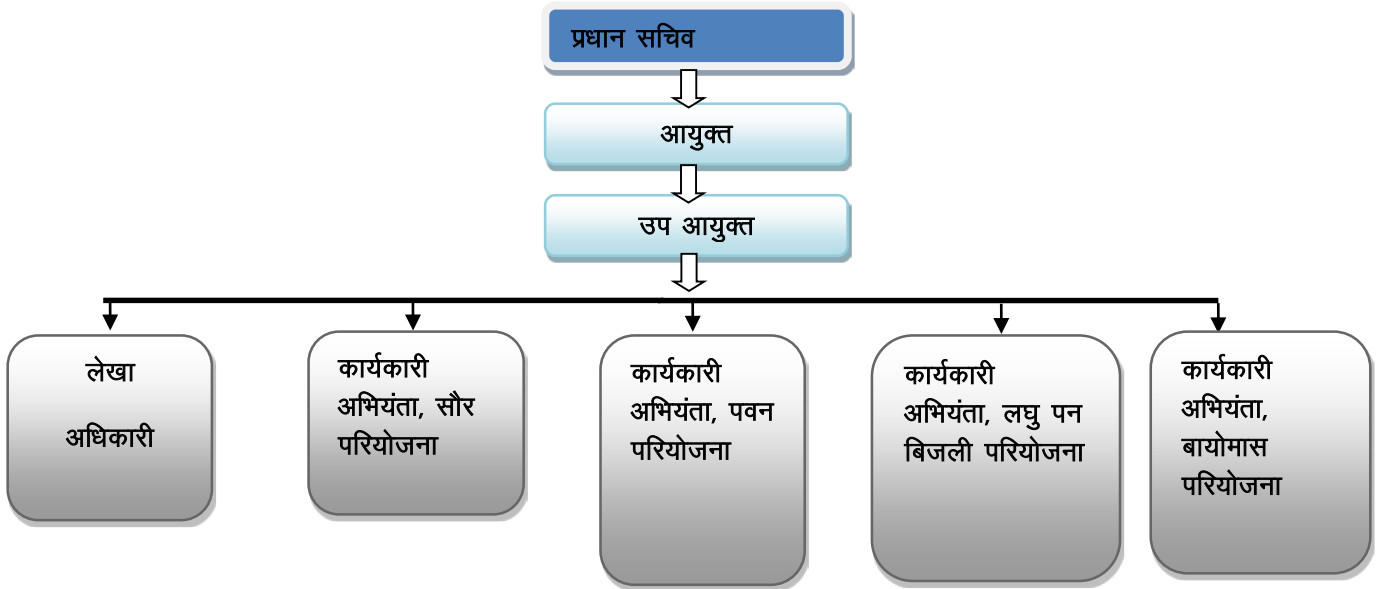 प्रधान सचिव
आयुक्त
उप आयुक्त
लेखा
अधिकारी
कार्यकारी
अभियंता, सौर
परियोजना
कार्यकारी
अभियंता, पवन
परियोजना
कार्यकारी
अभियंता, लघु पन
बिजली परियोजना
कार्यकारी
अभियंता,
बायोमास
परियोजना